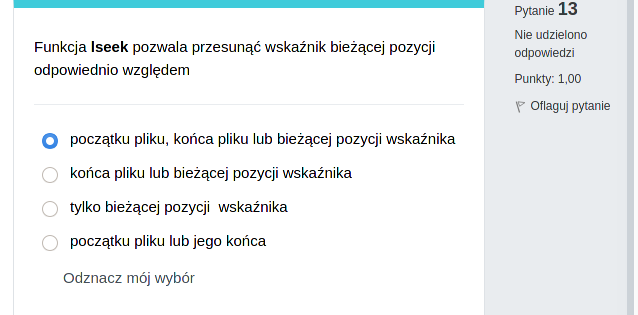 Funkcja lseek pozwala przesunąć wskaźnik bieżącej pozycji
odpowiednio względem
początku pliku, końca pliku lub bieżącej pozycji wskaźnika
końca pliku lub bieżącej pozycji wskaźnika
tylko bieżącej pozycji wskaźnika
początku pliku lub jego końca
Odznacz mój wybór
Pytanie 13
Nie udzielono
odpowiedzi
Punkty: 1,00
Oflaguj pytanie